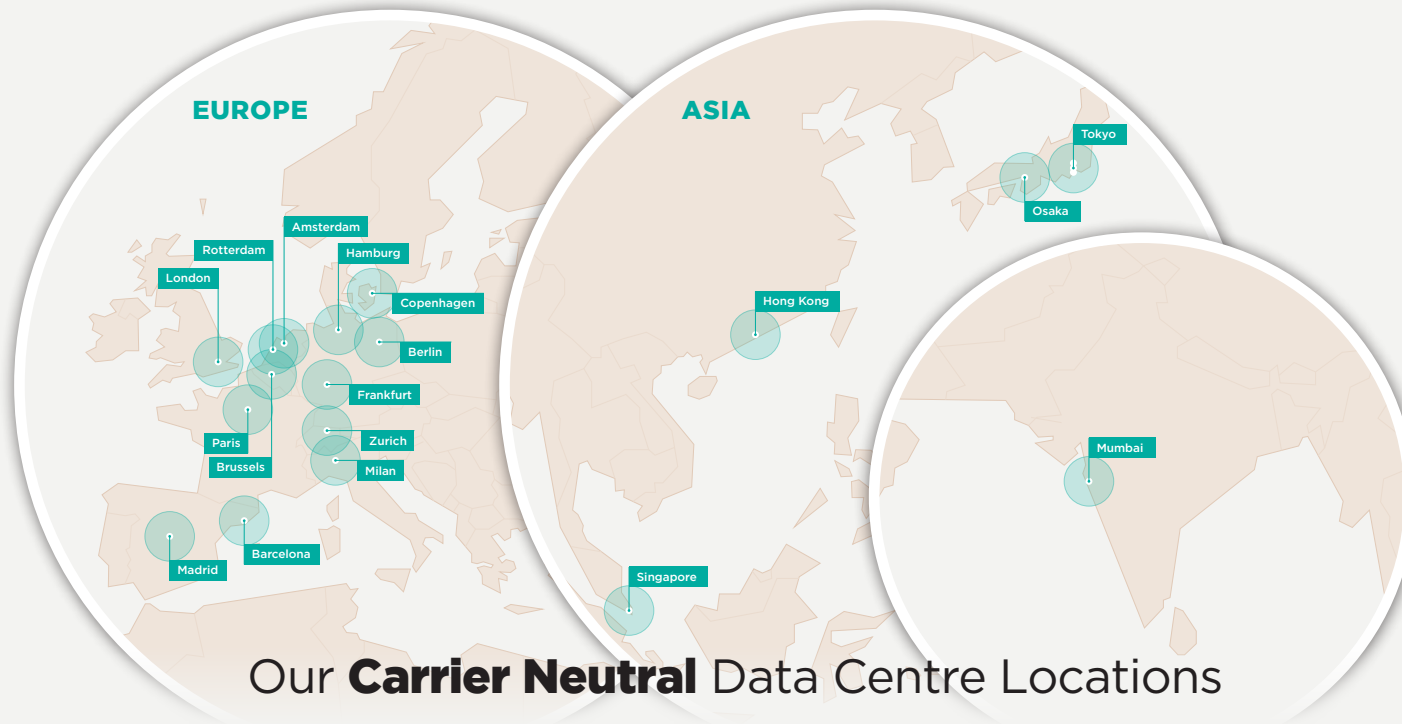 EUROPE
ASIA
Tokyo
Osaka
Amsterdam
Rotterdam
Hamburg
London
Copenhagen
Hong Kong
Berlin
Frankfurt
Paris
Zurich
Brussels
Milan
Mumbai
Barcelona
Madrid
Singapore
Our Carrier Neutral Data Centre Locations